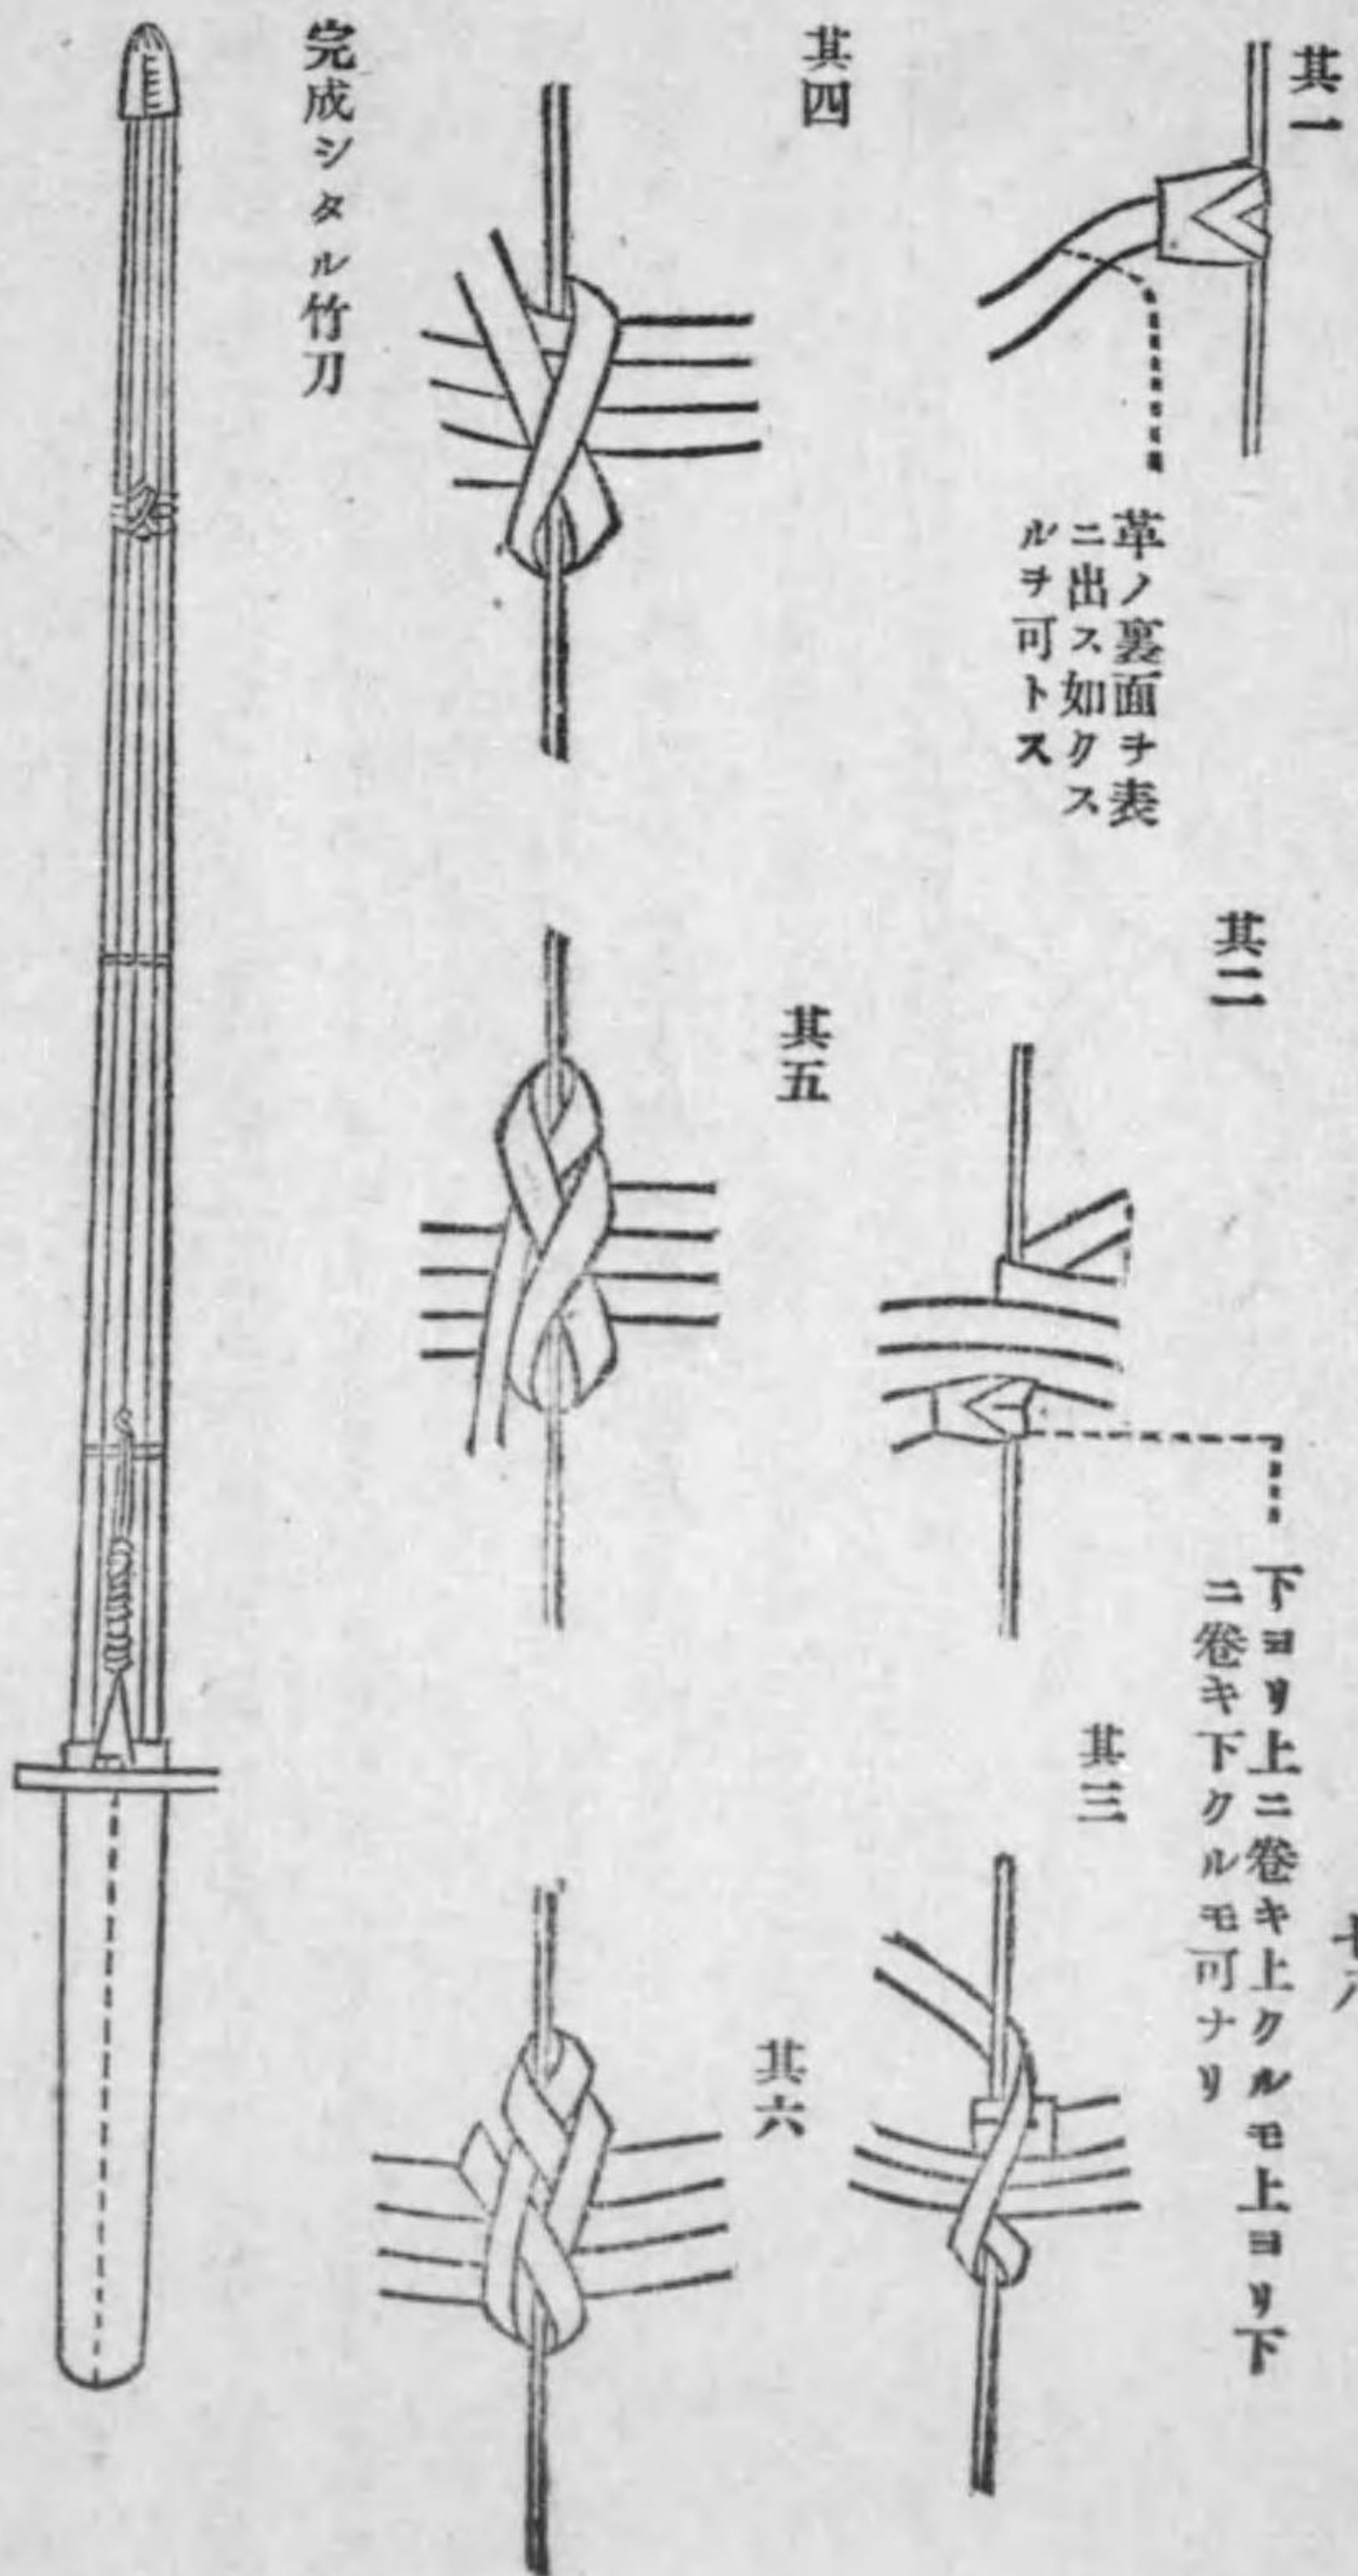 其一
革ノ裏面ヲ表
ニ出ス如クス
ルヲ可トス
其二
下ヨリ上ニ卷キ上クルモ上ヨリ下
ニ卷キ下クルモ可ナリ
其三
其四
其五
其六
完成シタル竹刀